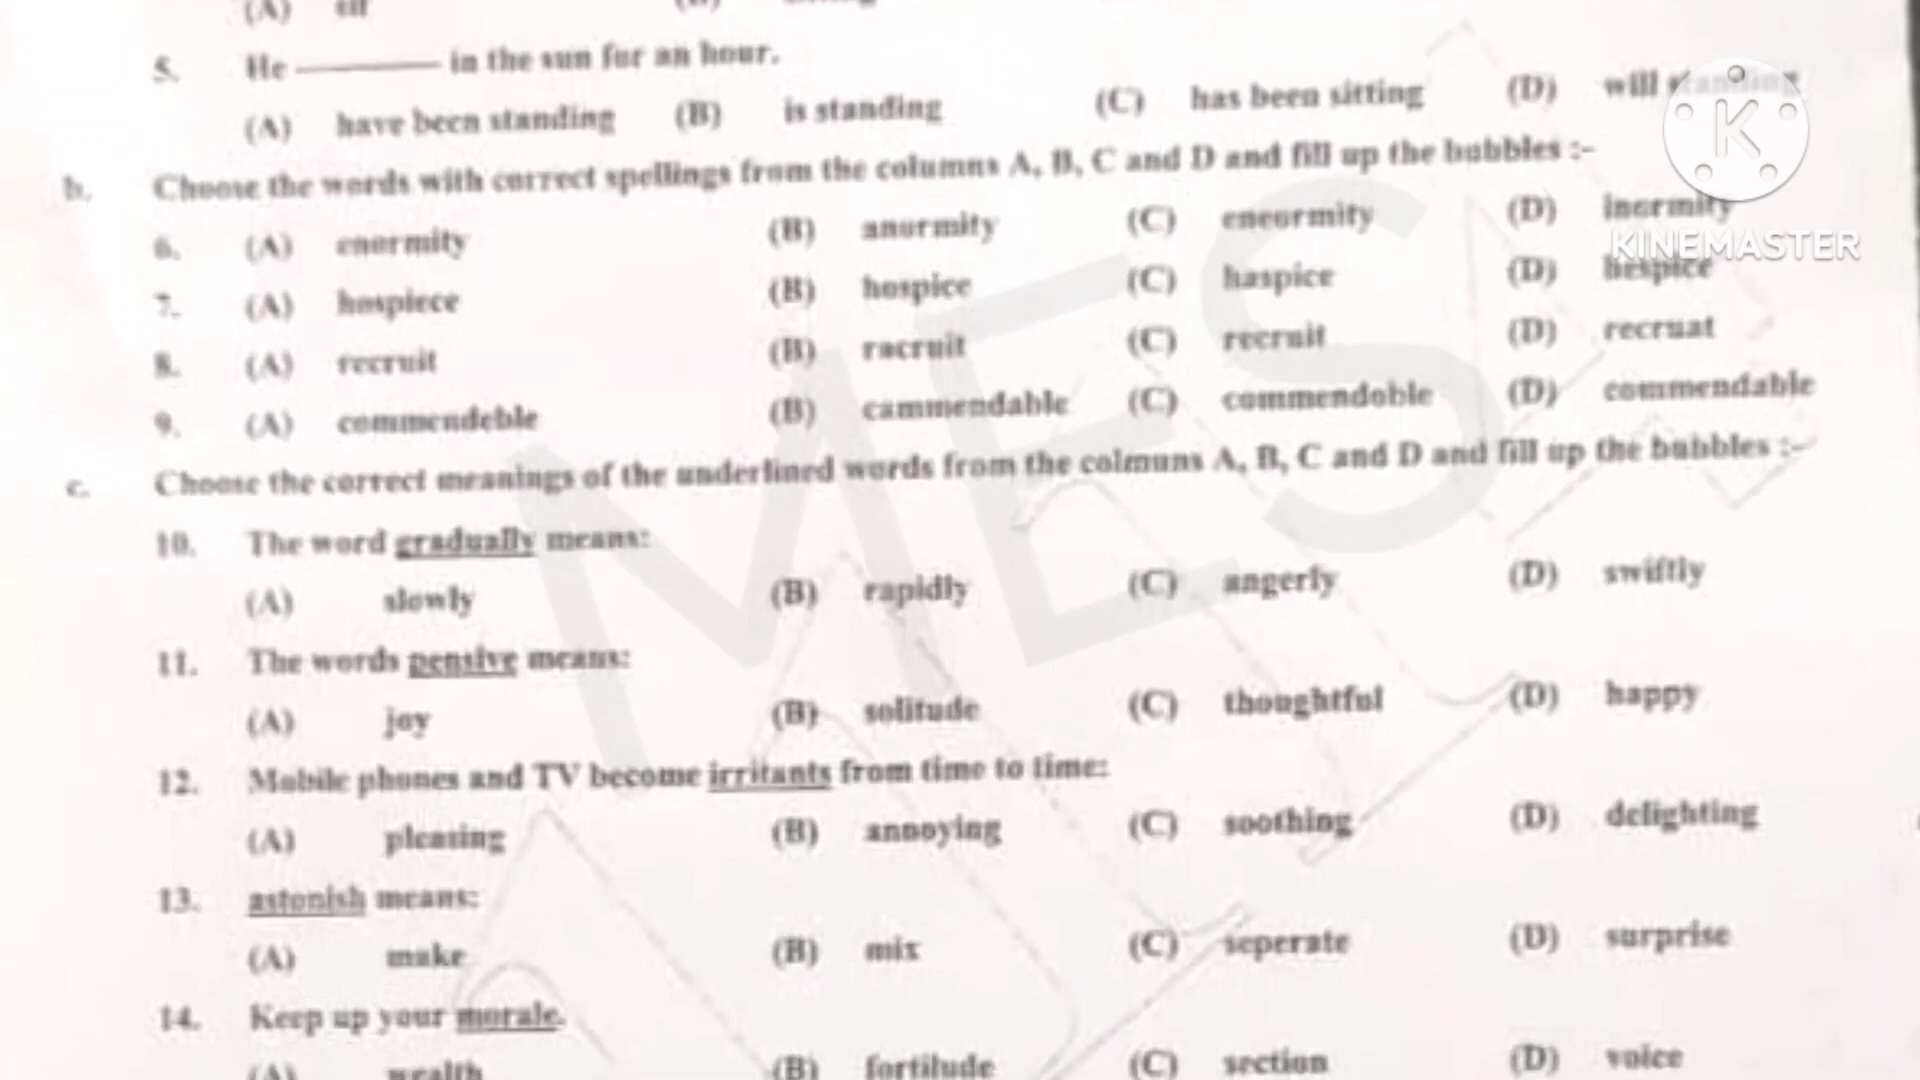 (A) sit (B)
5. He ———— in the sun for an hour.
(A) have been standing (B) is standing (C) has been sitting (D) will standing
b. Choose the words with correct spellings from the columns A, B, C and D and fill up the bubbles :-
6. (A) enormity (B) anormity (C) eneormity (D) inormity
7. (A) hospiece (B) hospice (C) haspice (D) hespice
8. (A) recruit (B) racruit (C) recruit (D) recruat
9. (A) commendeble (B) cammendable (C) commendoble (D) commendable
c. Choose the correct meanings of the underlined words from the colmuns A, B, C and D and fill up the bubbles :-
10. The word gradually means:
(A) slowly (B) rapidly (C) angerly (D) swiftly
11. The words pensive means:
(A) joy (B) solitude (C) thoughtful (D) happy
12. Mobile phones and TV become irritants from time to time:
(A) pleasing (B) annoying (C) soothing (D) delighting
13. astonish means:
(A) make (B) mix (C) seperate (D) surprise
14. Keep up your morale.
(A) wealth (B) fortilude (C) section (D) voice
MES
K
KINEMASTER